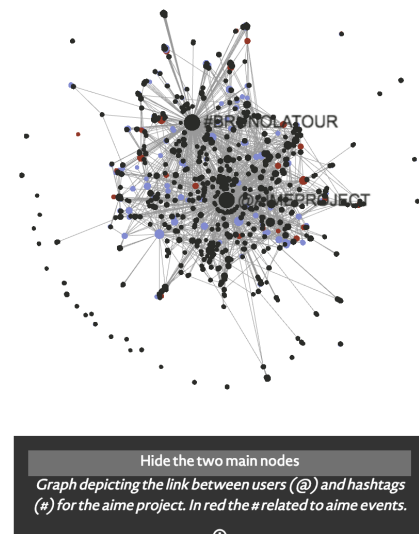 #BRUNOLATOUR
@AIMEPROJECT
Hide the two main nodes
Graph depicting the link between users (@) and hashtags
(#) for the aime project. In red the # related to aime events.